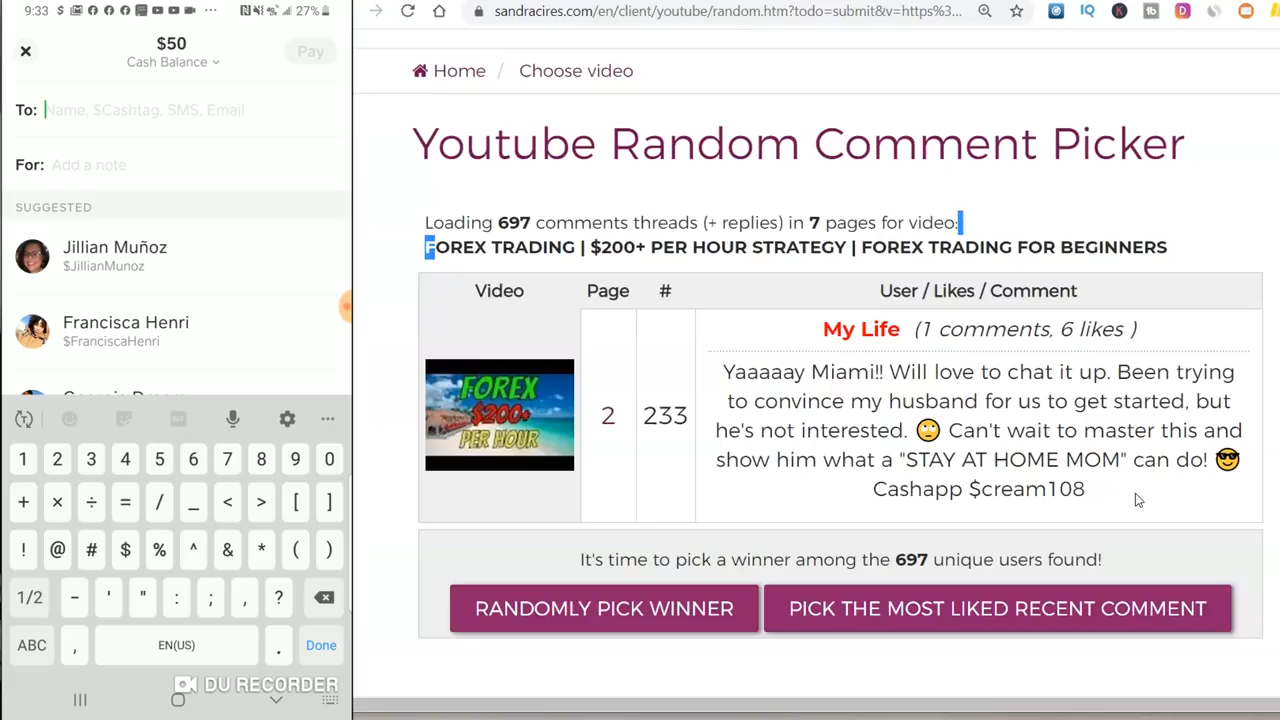 9:33
27%
$50
Cash Balance
Pay
To: Name, $Cashtag, SMS, Email
For: Add a note
SUGGESTED
Jillian Muñoz
$JillianMunoz
Francisca Henri
$FranciscaHenri
1 2 3 4 5 6 7 8 9 0
+ × ÷ = / _ < > [ ]
! @ # $ % ^ & * ( )
1/2 - ' " : ; , ?
ABC , EN(US) . Done
DU RECORDER
sandracires.com/en/client/youtube/random.htm?todo=submit&v=https%3...
Home / Choose video
Youtube Random Comment Picker
Loading 697 comments threads (+ replies) in 7 pages for video:
FOREX TRADING | $200+ PER HOUR STRATEGY | FOREX TRADING FOR BEGINNERS
Video Page # User / Likes / Comment
FOREX
$200+
PER HOUR
2
233
My Life (1 comments, 6 likes )
Yaaaaay Miami!! Will love to chat it up. Been trying
to convince my husband for us to get started, but
he's not interested. 🙄 Can't wait to master this and
show him what a "STAY AT HOME MOM" can do! 😎
Cashapp $cream108
It's time to pick a winner among the 697 unique users found!
RANDOMLY PICK WINNER
PICK THE MOST LIKED RECENT COMMENT